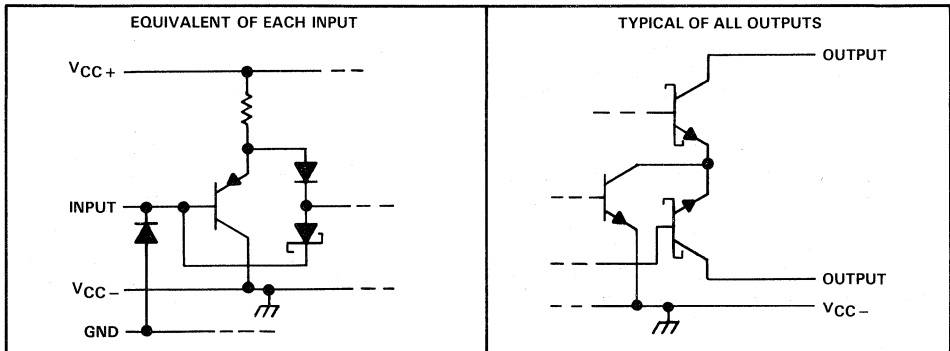 EQUIVALENT OF EACH INPUT
VCC+
INPUT
VCC−
GND
TYPICAL OF ALL OUTPUTS
OUTPUT
OUTPUT
VCC−